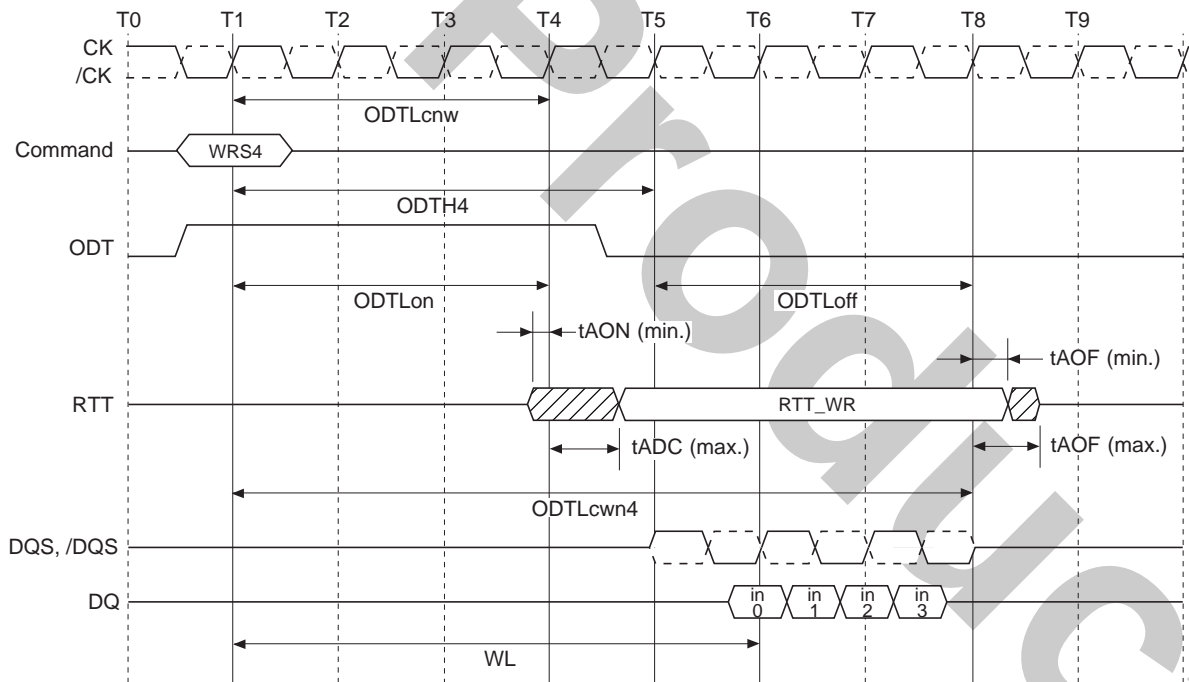 T0 T1 T2 T3 T4 T5 T6 T7 T8 T9
CK
/CK
ODTLcnw
Command
WRS4
ODTH4
ODT
ODTLon
ODTLoff
tAON (min.)
tAOF (min.)
RTT
RTT_WR
tADC (max.)
tAOF (max.)
ODTLcwn4
DQS, /DQS
DQ
in 0
in 1
in 2
in 3
WL
Produc